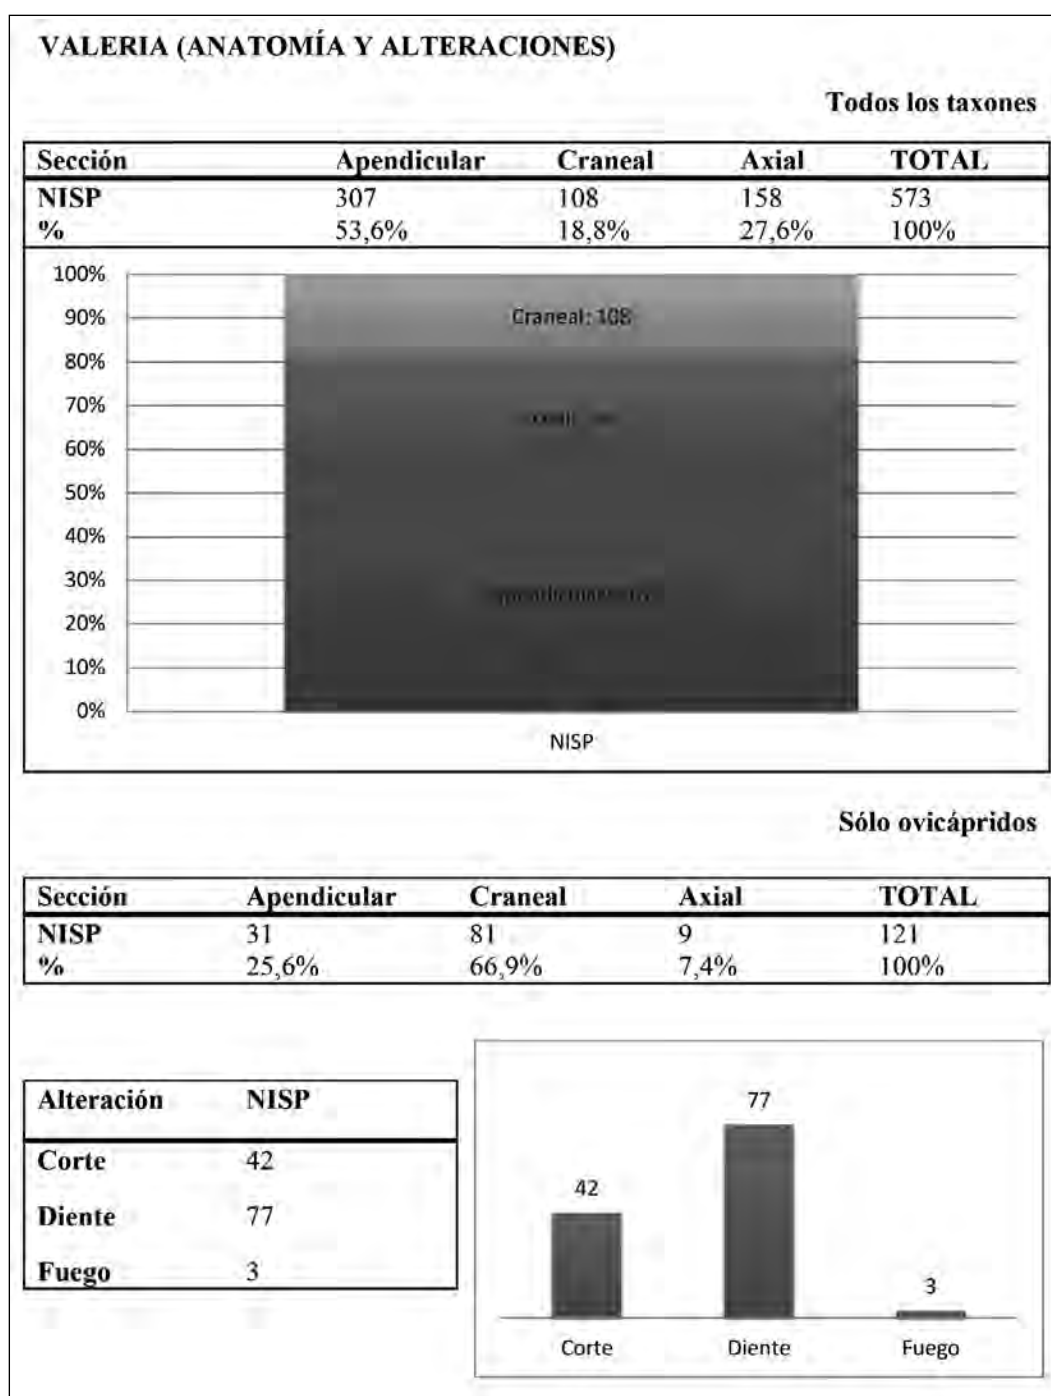 VALERIA (ANATOMÍA Y ALTERACIONES)
Todos los taxones
Sección Apendicular Craneal Axial TOTAL
NISP 307 108 158 573
% 53,6% 18,8% 27,6% 100%
100%
90%
80%
70%
60%
50%
40%
30%
20%
10%
0%
Craneal; 108
NISP
Sólo ovicápridos
Sección Apendicular Craneal Axial TOTAL
NISP 31 81 9 121
% 25,6% 66,9% 7,4% 100%
Alteración NISP
Corte 42
Diente 77
Fuego 3
42
77
3
Corte Diente Fuego